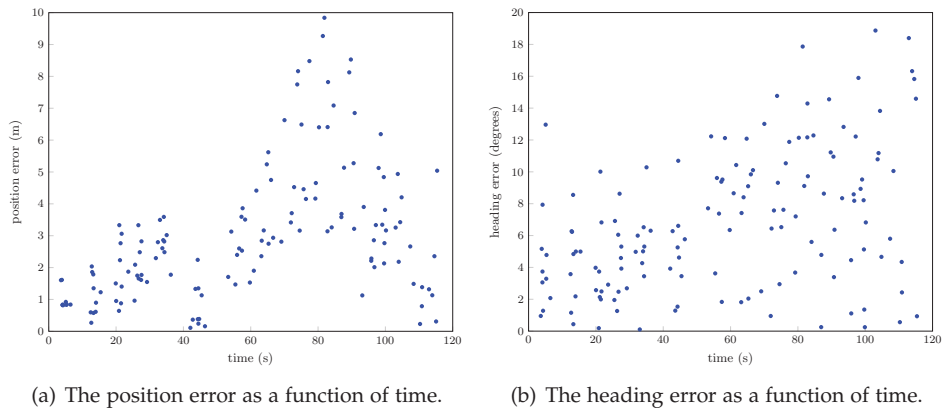 10
9
8
7
6
5
4
3
2
1
0
position error (m)
0 20 40 60 80 100 120
time (s)
(a) The position error as a function of time.
20
18
16
14
12
10
8
6
4
2
0
heading error (degrees)
0 20 40 60 80 100 120
time (s)
(b) The heading error as a function of time.